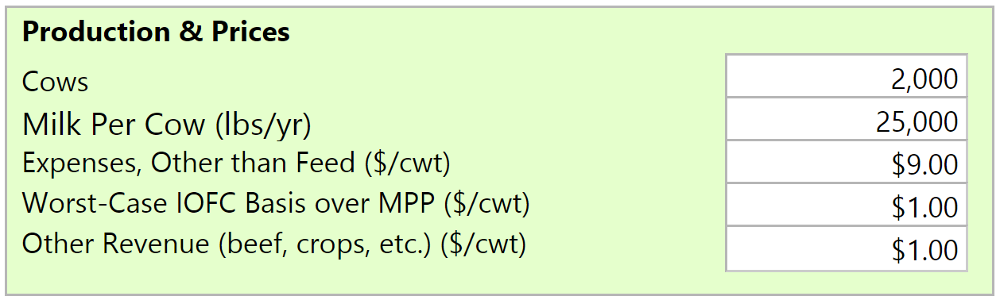 Production & Prices
Cows 2,000
Milk Per Cow (lbs/yr) 25,000
Expenses, Other than Feed ($/cwt) $9.00
Worst-Case IOFC Basis over MPP ($/cwt) $1.00
Other Revenue (beef, crops, etc.) ($/cwt) $1.00